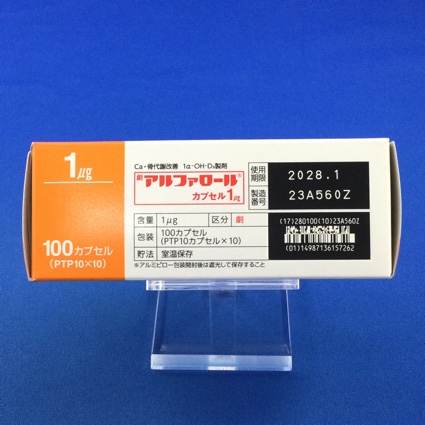 1μg
100カプセル
(PTP10×10)
Ca・骨代謝改善 1α-OH-D₃製剤
劇 アルファロール®
カプセル1μg
含量 1μg 区分 劇
包装 100カプセル
(PTP10カプセル×10)
貯法 室温保存
※アルミピロー包装開封後は遮光して保存すること
使用期限 2028.1
製造番号 23A560Z
(17)280100(10)23A560Z
(01)14987136157262